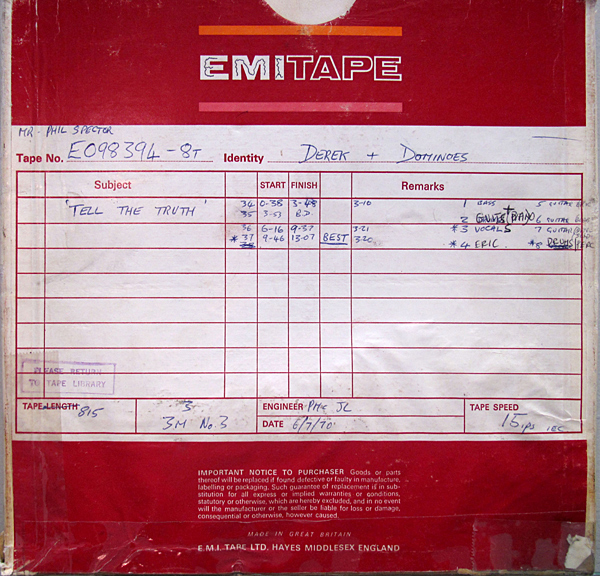 EMITAPE
MR. PHIL SPECTOR
Tape No. E098394-8T Identity DEREK + DOMINOES
Subject START FINISH Remarks
'TELL THE TRUTH' 34 0-38 3-48 3-10 1 BASS 5 GUITAR
35 3-53 B.D 2 (PIANO) 6 GUITAR
36 6-16 9-37 3-21 * 3 VOCALS 7 GUITAR
* 37 9-46 13-07 BEST 3-20 * 4 ERIC * 8 DRUMS
PLEASE RETURN
TO TAPE LIBRARY
TAPE LENGTH 815 3M No. 3 ENGINEER JL TAPE SPEED 15 ips IEC
DATE 6/7/70
IMPORTANT NOTICE TO PURCHASER Goods or parts
thereof will be replaced if found defective or faulty in manufacture,
labelling or packaging. Such guarantee of replacement is in sub-
stitution for all express or implied warranties or conditions,
statutory or otherwise, which are hereby excluded, and in no event
will the manufacturer or the seller be liable for loss or damage,
consequential or otherwise, however caused.
MADE IN GREAT BRITAIN
E.M.I. TAPE LTD. HAYES MIDDLESEX ENGLAND